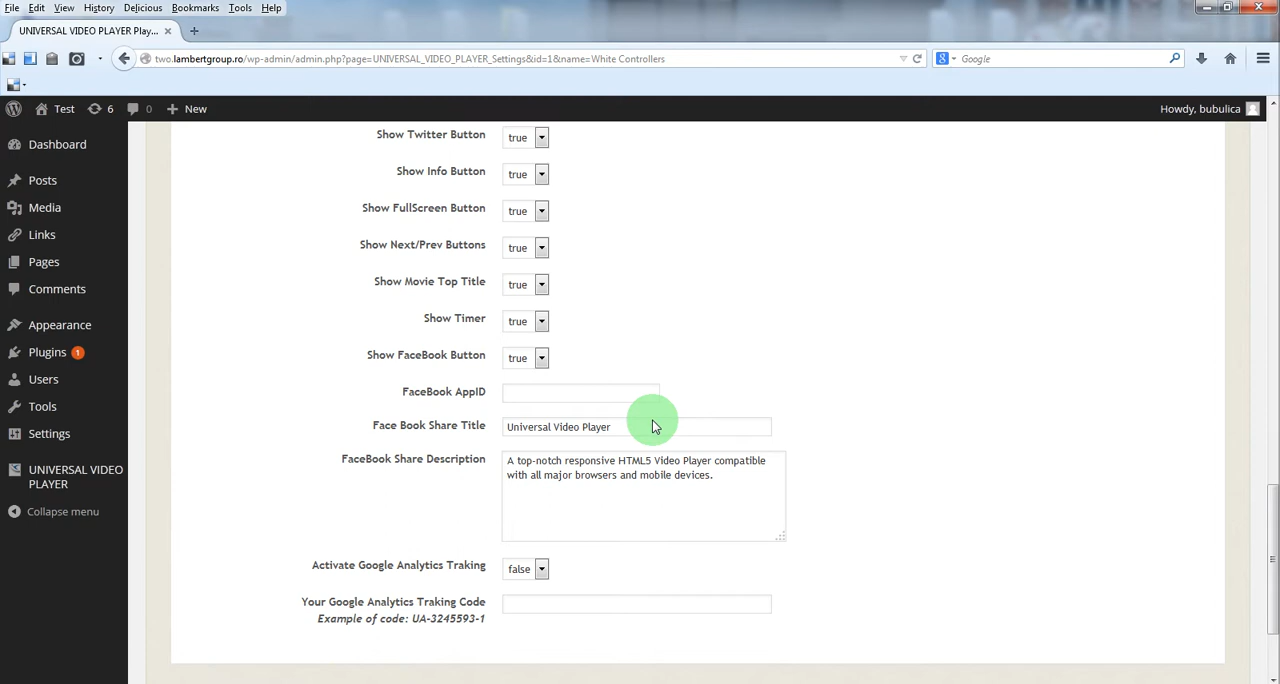 File Edit View History Delicious Bookmarks Tools Help
UNIVERSAL VIDEO PLAYER Play...
two.lambertgroup.ro/wp-admin/admin.php?page=UNIVERSAL_VIDEO_PLAYER_Settings&id=1&name=White Controllers
Google
Test 6 0 New
Howdy, bubulica
Dashboard
Posts
Media
Links
Pages
Comments
Appearance
Plugins 1
Users
Tools
Settings
UNIVERSAL VIDEO
PLAYER
Collapse menu
Show Twitter Button true
Show Info Button true
Show FullScreen Button true
Show Next/Prev Buttons true
Show Movie Top Title true
Show Timer true
Show FaceBook Button true
FaceBook AppID
Face Book Share Title Universal Video Player
FaceBook Share Description
A top-notch responsive HTML5 Video Player compatible
with all major browsers and mobile devices.
Activate Google Analytics Traking false
Your Google Analytics Traking Code
Example of code: UA-3245593-1